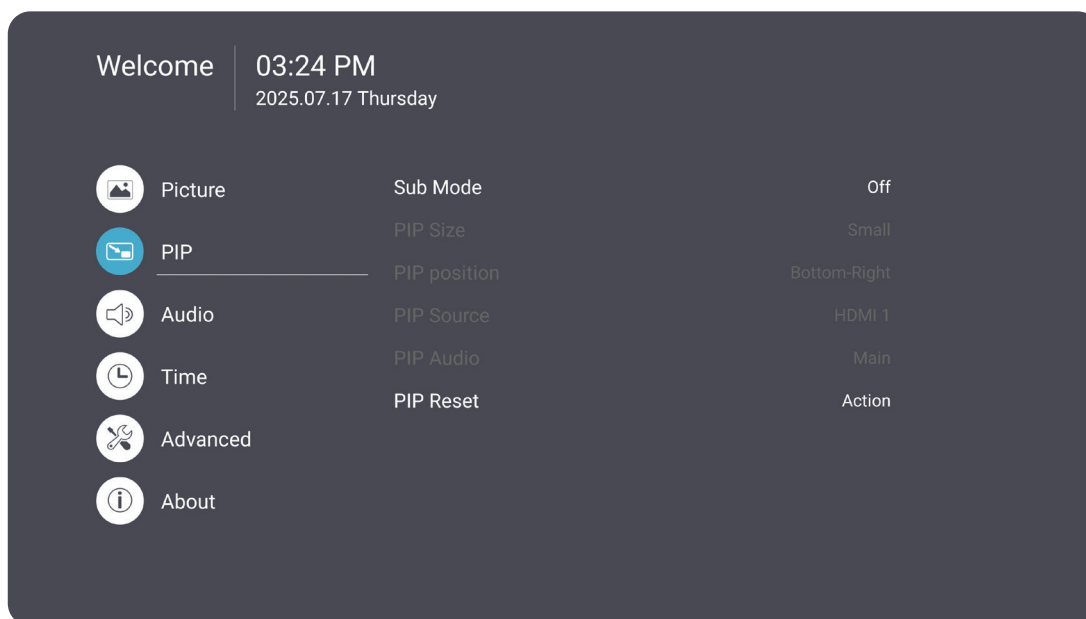 Welcome
03:24 PM
2025.07.17 Thursday
Picture
PIP
Audio
Time
Advanced
About
Sub Mode Off
PIP Size Small
PIP position Bottom-Right
PIP Source HDMI 1
PIP Audio Main
PIP Reset Action